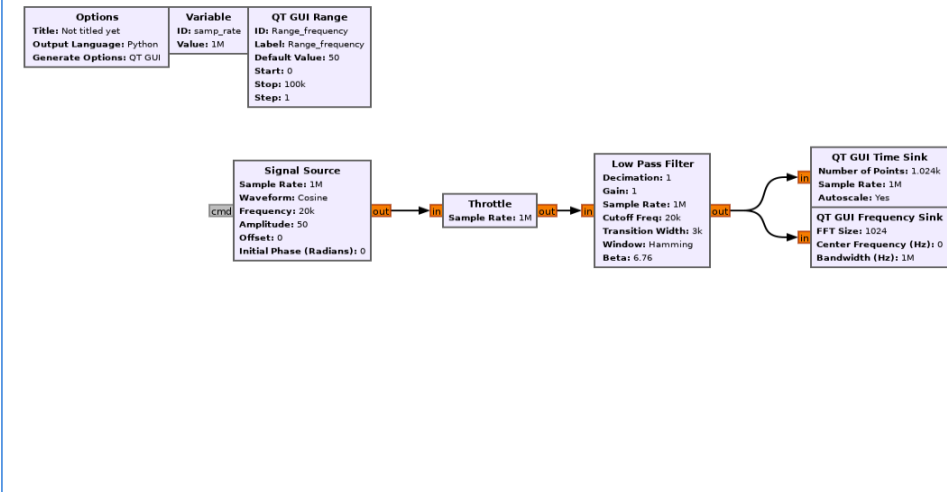 Options
Title: Not titled yet
Output Language: Python
Generate Options: QT GUI
Variable
ID: samp_rate
Value: 1M
QT GUI Range
ID: Range_frequency
Label: Range_frequency
Default Value: 50
Start: 0
Stop: 100k
Step: 1
cmd
Signal Source
Sample Rate: 1M
Waveform: Cosine
Frequency: 20k
Amplitude: 50
Offset: 0
Initial Phase (Radians): 0
out
in
Throttle
Sample Rate: 1M
out
in
Low Pass Filter
Decimation: 1
Gain: 1
Sample Rate: 1M
Cutoff Freq: 20k
Transition Width: 3k
Window: Hamming
Beta: 6.76
out
in
QT GUI Time Sink
Number of Points: 1.024k
Sample Rate: 1M
Autoscale: Yes
in
QT GUI Frequency Sink
FFT Size: 1024
Center Frequency (Hz): 0
Bandwidth (Hz): 1M